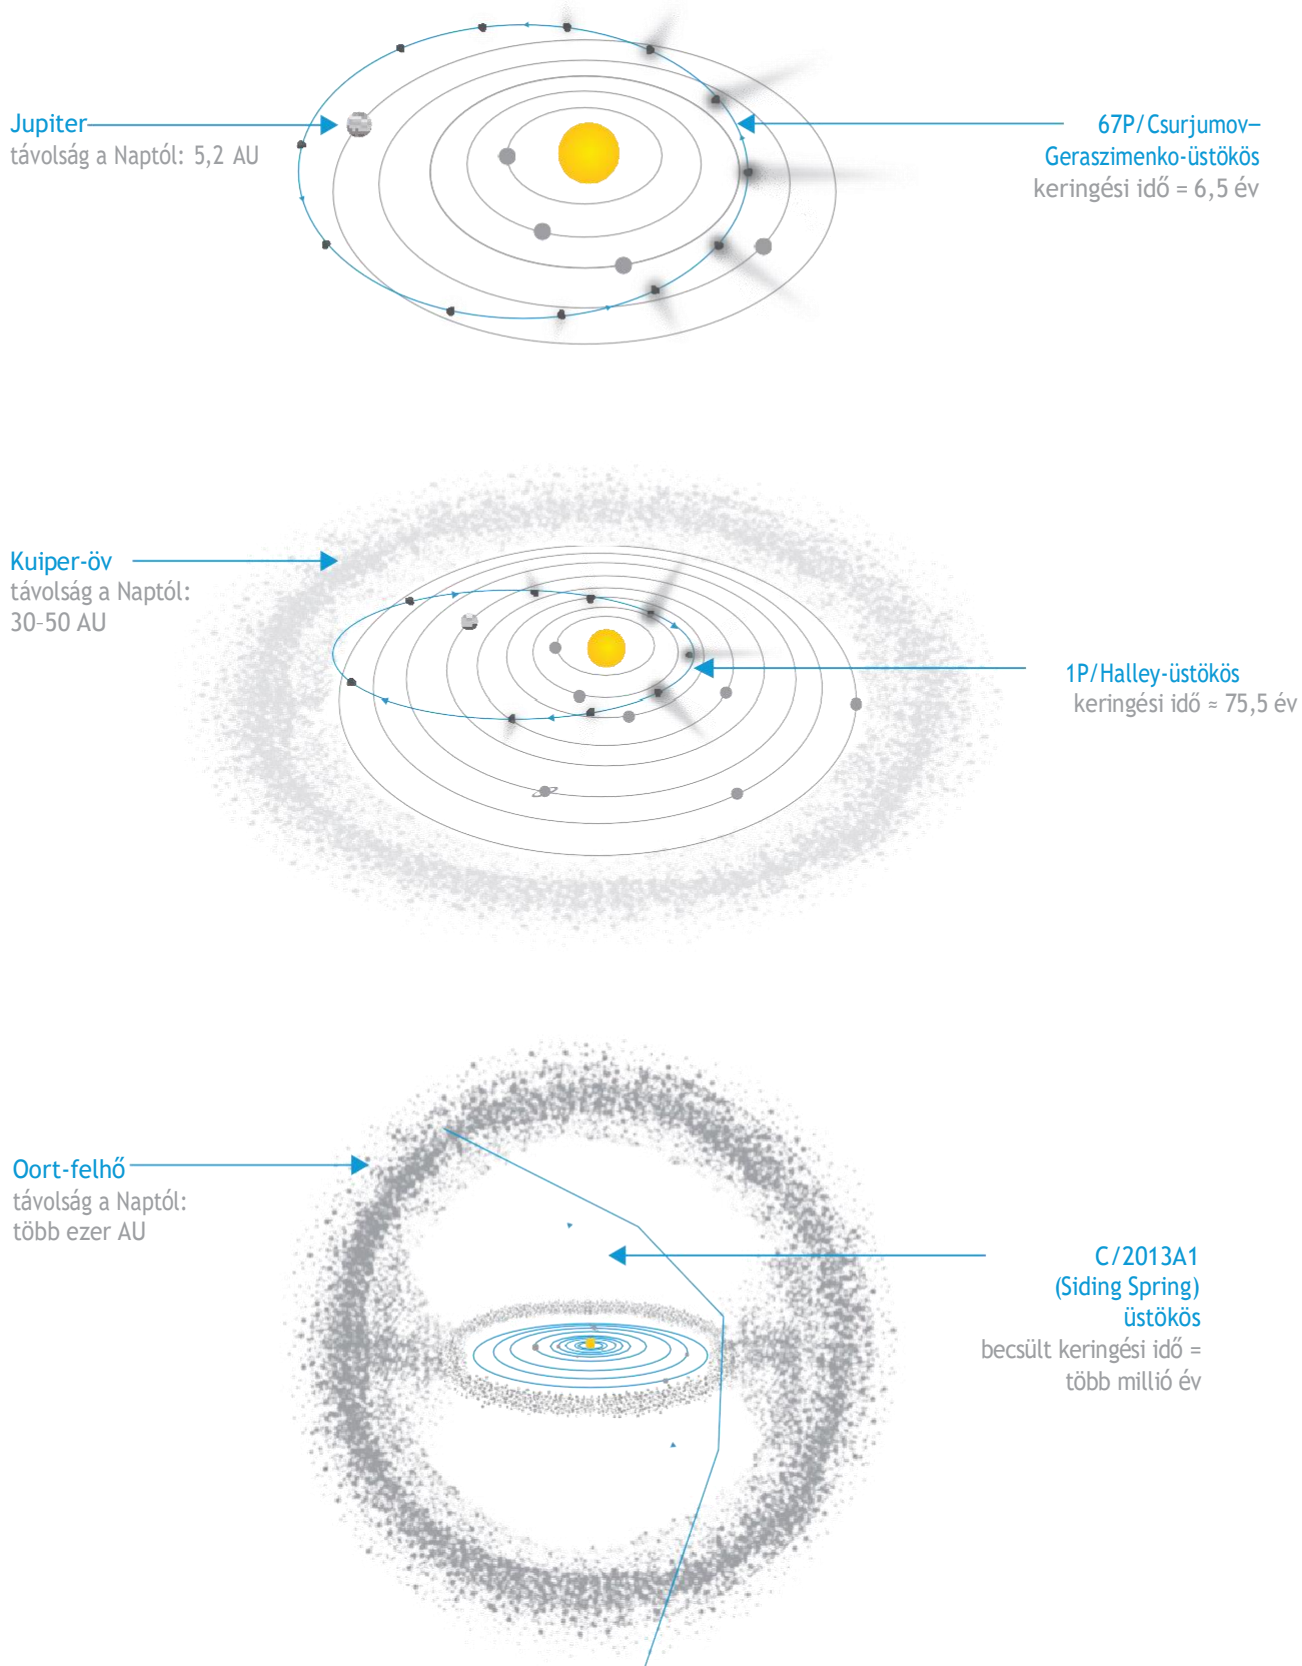 Jupiter
távolság a Naptól: 5,2 AU
67P/Csurjumov–
Geraszimenko-üstökös
keringési idő = 6,5 év
Kuiper-öv
távolság a Naptól:
30-50 AU
1P/Halley-üstökös
keringési idő ≈ 75,5 év
Oort-felhő
távolság a Naptól:
több ezer AU
C/2013A1
(Siding Spring)
üstökös
becsült keringési idő =
több millió év